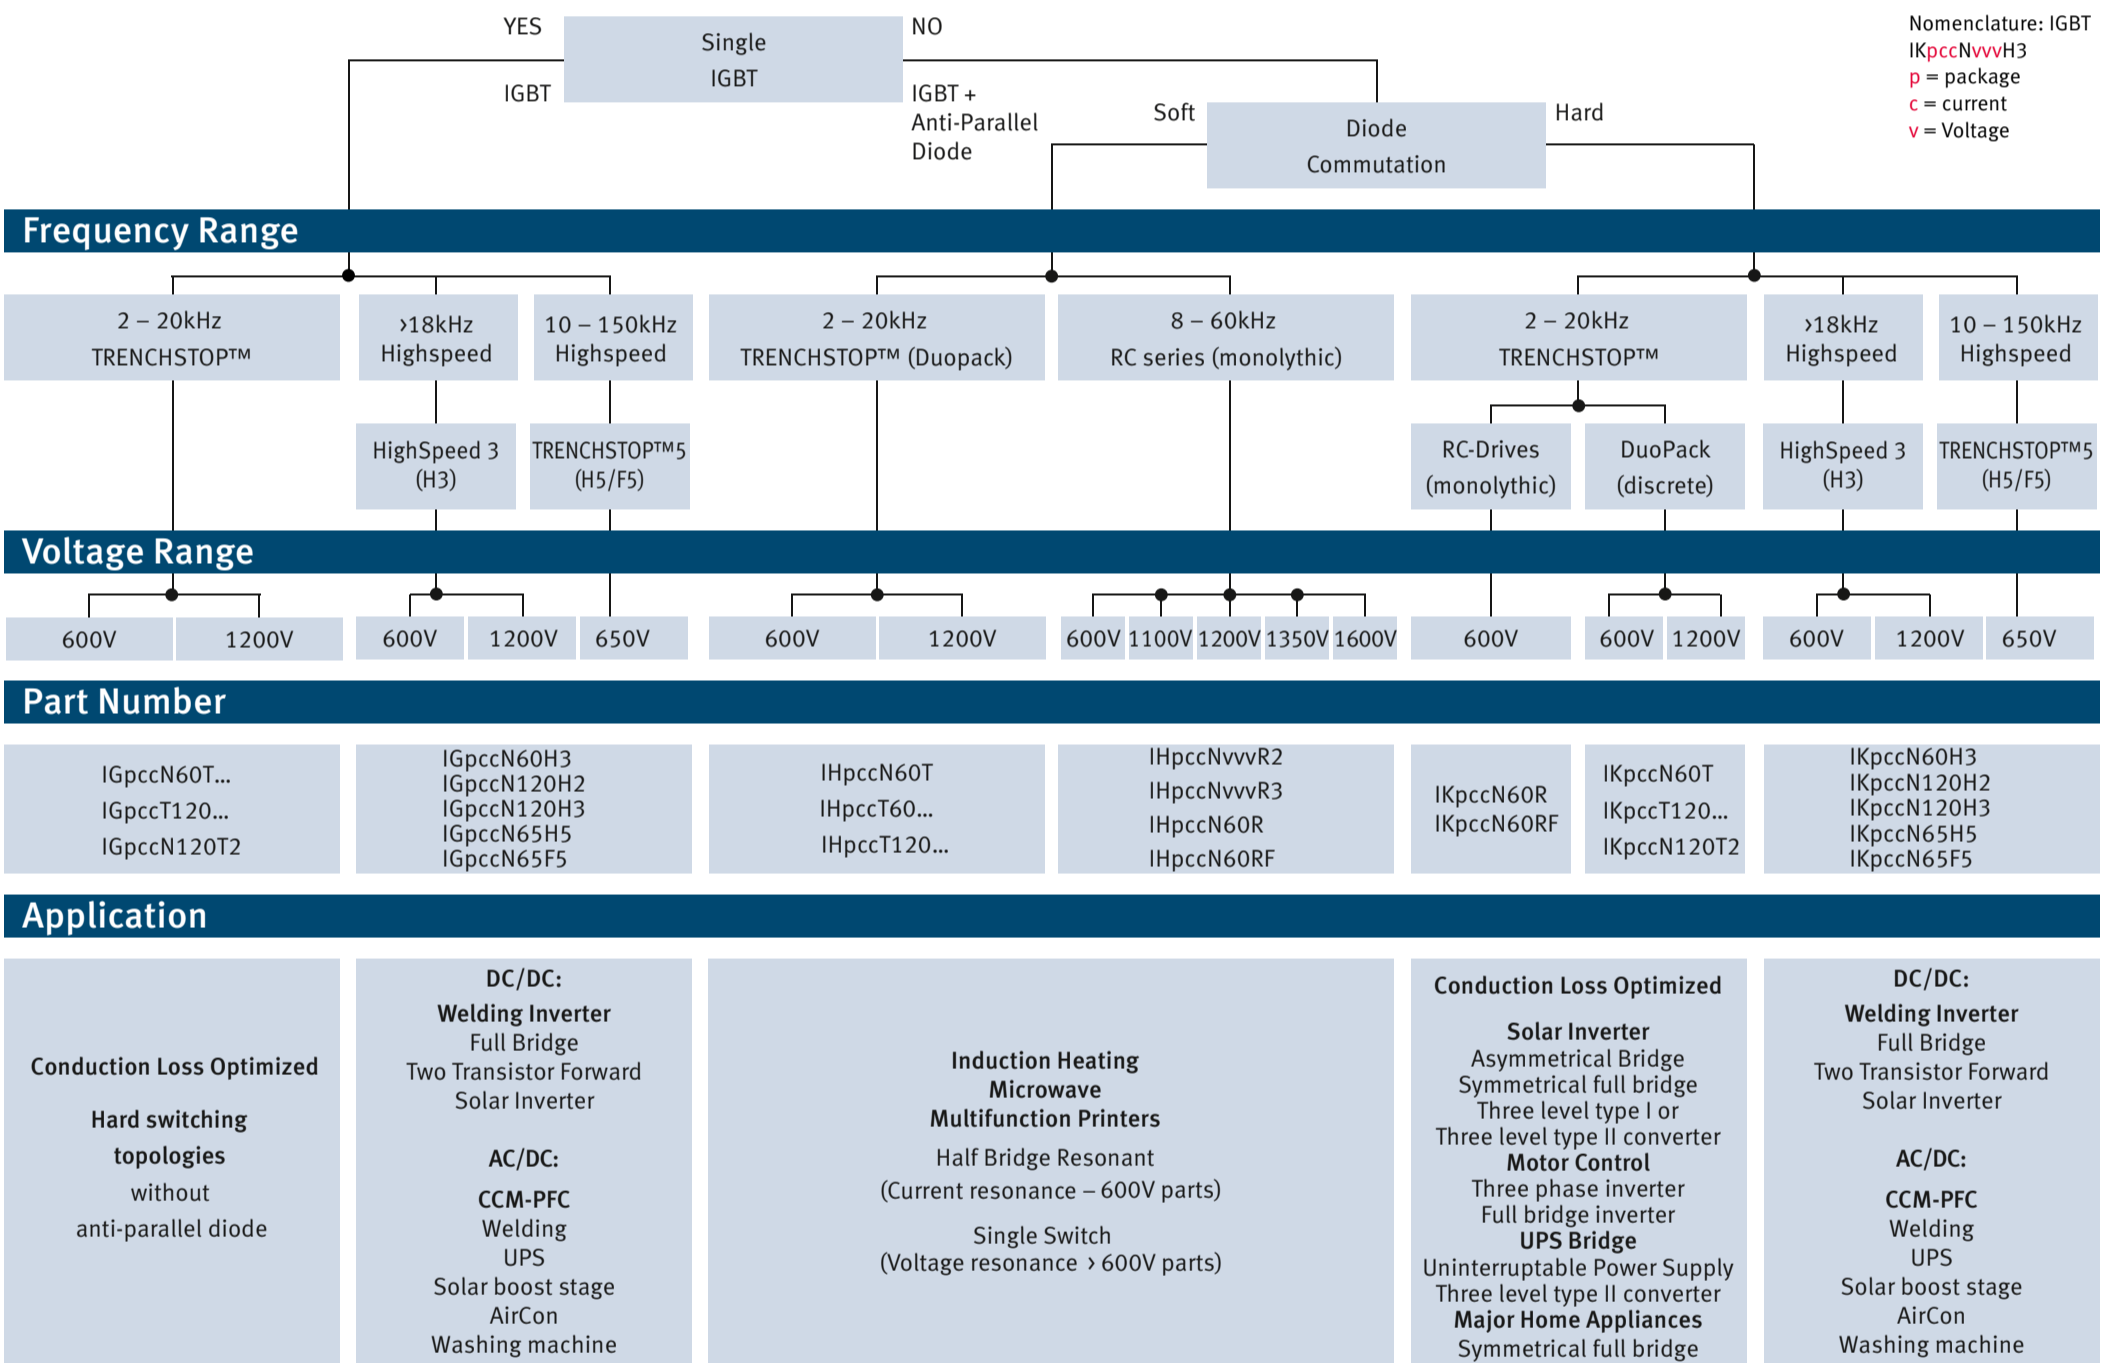 YES
Single
IGBT
NO
IGBT
IGBT +
Anti-Parallel
Diode
Soft
Diode
Commutation
Hard
Nomenclature: IGBT
IKpccNvvvH3
p = package
c = current
v = Voltage
Frequency Range
2 – 20kHz
TRENCHSTOP™
>18kHz
Highspeed
10 – 150kHz
Highspeed
2 – 20kHz
TRENCHSTOP™ (Duopack)
8 – 60kHz
RC series (monolythic)
2 – 20kHz
TRENCHSTOP™
>18kHz
Highspeed
10 – 150kHz
Highspeed
HighSpeed 3
(H3)
TRENCHSTOP™5
(H5/F5)
RC-Drives
(monolythic)
DuoPack
(discrete)
HighSpeed 3
(H3)
TRENCHSTOP™5
(H5/F5)
Voltage Range
600V
1200V
600V
1200V
650V
600V
1200V
600V
1100V
1200V
1350V
1600V
600V
600V
1200V
600V
1200V
650V
Part Number
IGpccN60T...
IGpccT120...
IGpccN120T2
IGpccN60H3
IGpccN120H2
IGpccN120H3
IGpccN65H5
IGpccN65F5
IHpccN60T
IHpccT60...
IHpccT120...
IHpccNvvvR2
IHpccNvvvR3
IHpccN60R
IHpccN60RF
IKpccN60R
IKpccN60RF
IKpccN60T
IKpccT120...
IKpccN120T2
IKpccN60H3
IKpccN120H2
IKpccN120H3
IKpccN65H5
IKpccN65F5
Application
Conduction Loss Optimized
Hard switching
topologies
without
anti-parallel diode
DC/DC:
Welding Inverter
Full Bridge
Two Transistor Forward
Solar Inverter
AC/DC:
CCM-PFC
Welding
UPS
Solar boost stage
AirCon
Washing machine
Induction Heating
Microwave
Multifunction Printers
Half Bridge Resonant
(Current resonance – 600V parts)
Single Switch
(Voltage resonance > 600V parts)
Conduction Loss Optimized
Solar Inverter
Asymmetrical Bridge
Symmetrical full bridge
Three level type I or
Three level type II converter
Motor Control
Three phase inverter
Full bridge inverter
UPS Bridge
Uninterruptable Power Supply
Three level type II converter
Major Home Appliances
Symmetrical full bridge
DC/DC:
Welding Inverter
Full Bridge
Two Transistor Forward
Solar Inverter
AC/DC:
CCM-PFC
Welding
UPS
Solar boost stage
AirCon
Washing machine